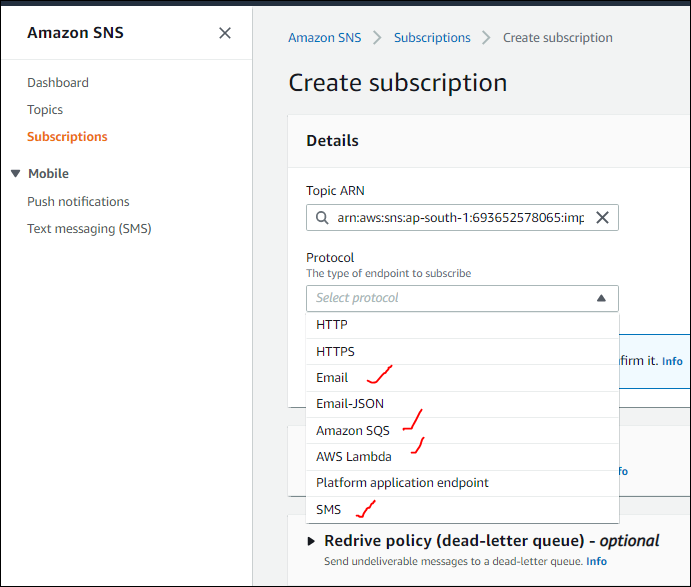 Amazon SNS
Dashboard
Topics
Subscriptions
Mobile
Push notifications
Text messaging (SMS)
Amazon SNS > Subscriptions > Create subscription
Create subscription
Details
Topic ARN
arn:aws:sns:ap-south-1:693652578065:imp
Protocol
The type of endpoint to subscribe
Select protocol
HTTP
HTTPS
firm it. Info
Email
Email-JSON
Amazon SQS
AWS Lambda
fo
Platform application endpoint
SMS
Redrive policy (dead-letter queue) - optional
Send undeliverable messages to a dead-letter queue. Info